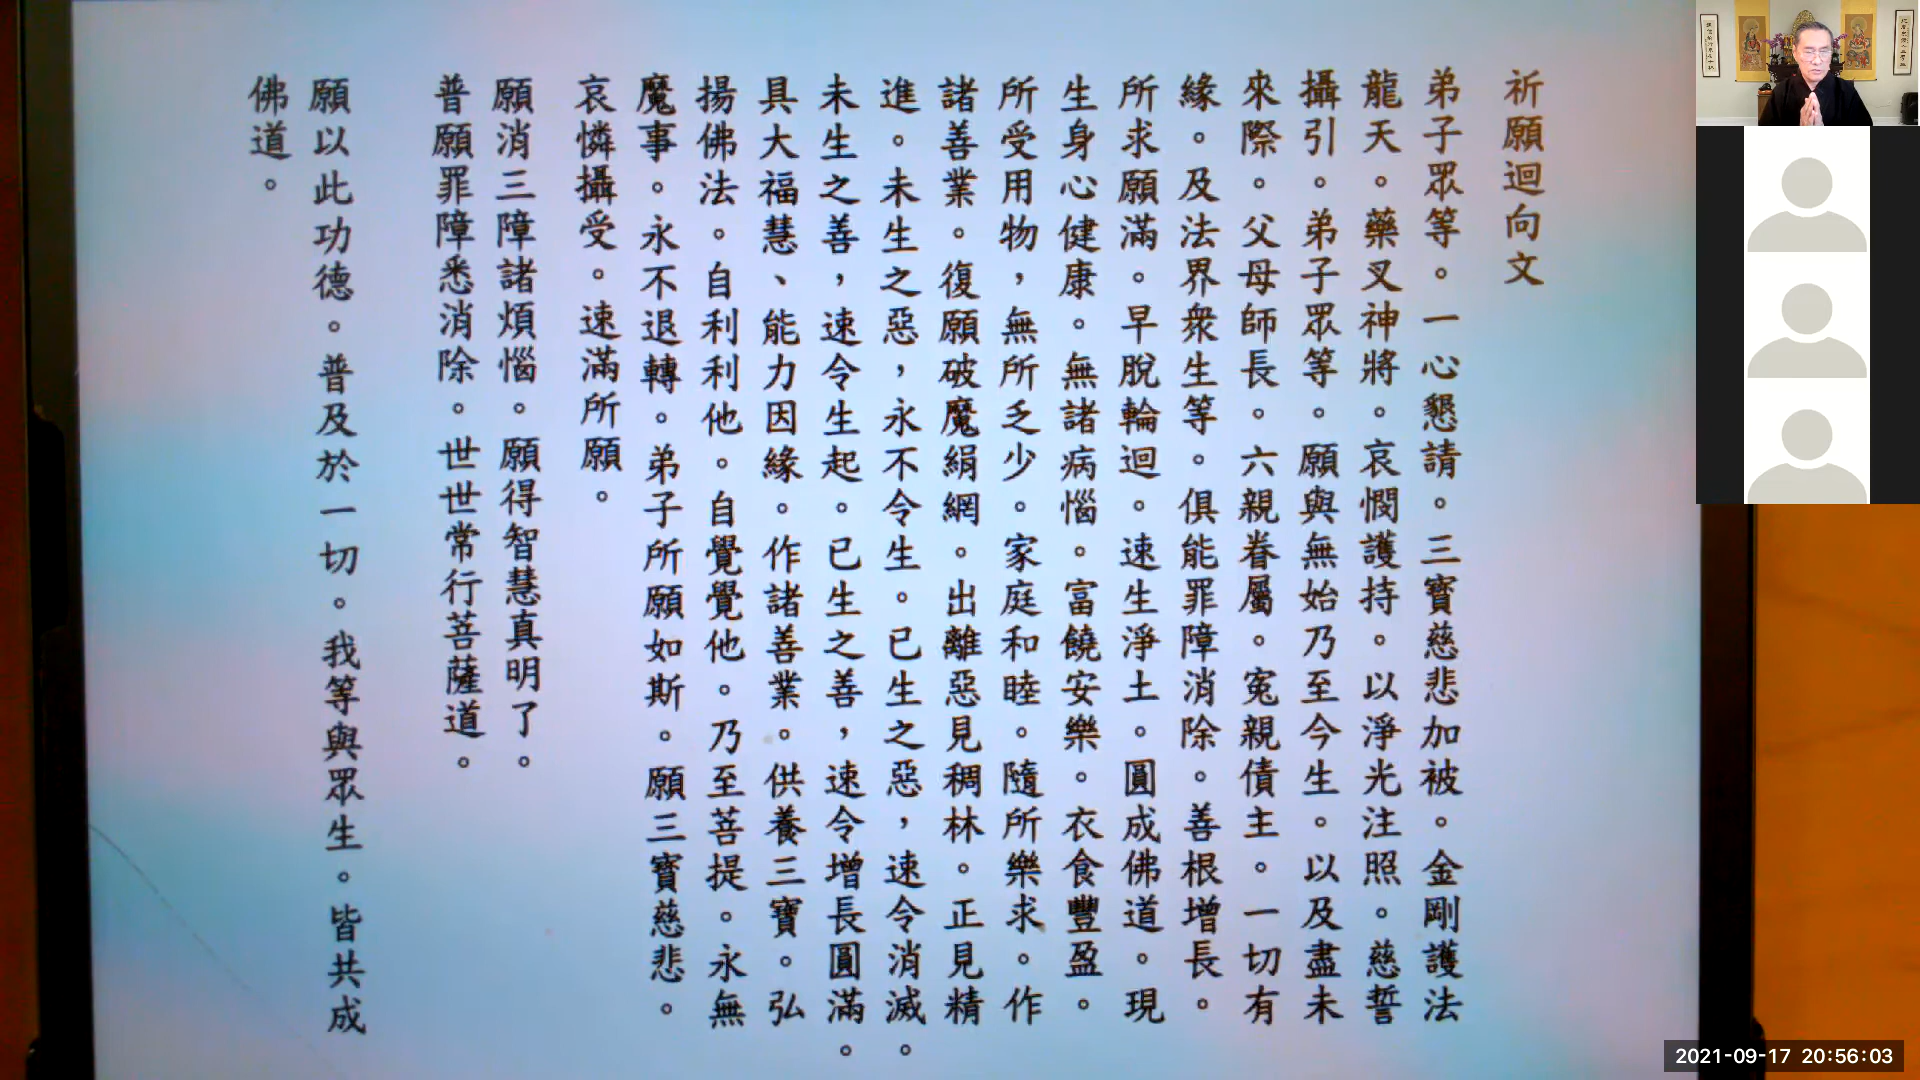 祈願迴向文
弟子眾等。一心懇請。三寶慈悲加被。金剛護法
龍天。藥叉神將。哀憫護持。以淨光注照。慈誓
攝引。弟子眾等。願與無始乃至今生。以及盡未
來際。父母師長。六親眷屬。寃親債主。一切有
緣。及法界衆生等。俱能罪障消除。善根增長。
所求願滿。早脫輪迴。速生淨土。圓成佛道。現
生身心健康。無諸病惱。富饒安樂。衣食豐盈。
所受用物，無所乏少。家庭和睦。隨所樂求。作
諸善業。復願破魔絹網。出離惡見稠林。正見精
進。未生之惡，永不令生。已生之惡，速令消滅。
未生之善，速令生起。已生之善，速令增長圓滿。
具大福慧、能力因緣。作諸善業。供養三寶。弘
揚佛法。自利利他。自覺覺他。乃至菩提。永無
魔事。永不退轉。弟子所願如斯。願三寶慈悲。
哀憐攝受。速滿所願。
願消三障諸煩惱。願得智慧真明了。
普願罪障悉消除。世世常行菩薩道。
願以此功德。普及於一切。我等與眾生。皆共成
佛道。
2021-09-17 20:56:03